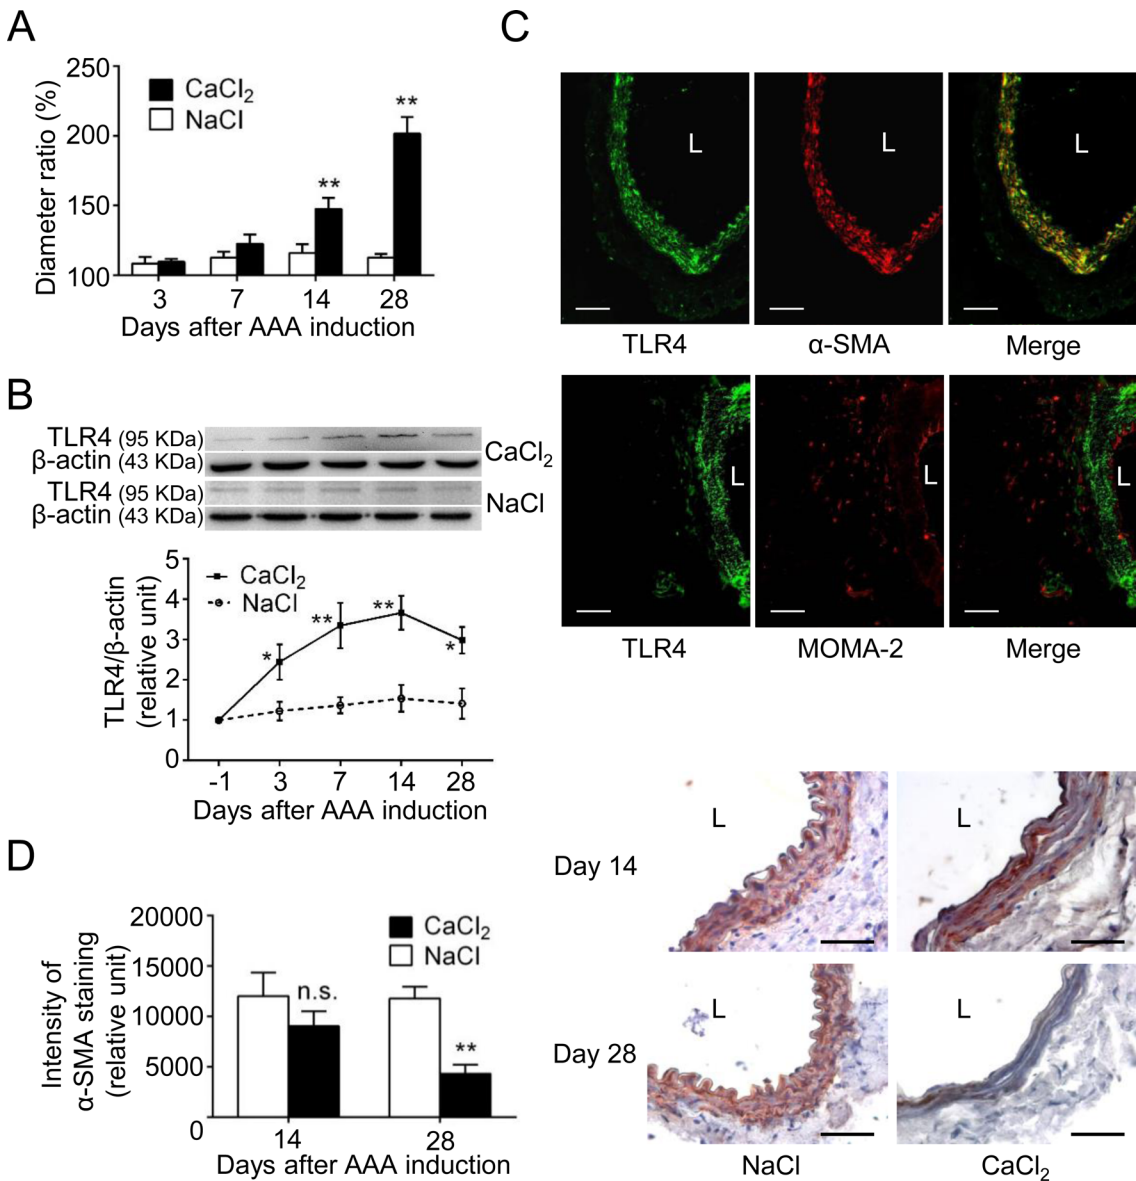 A
250
200
150
100
Diameter ratio (%)
CaCl₂
NaCl
**
**
3 7 14 28
Days after AAA induction
B
TLR4 (95 KDa)
β-actin (43 KDa)
CaCl₂
TLR4 (95 KDa)
β-actin (43 KDa)
NaCl
5
4
3
2
1
0
TLR4/β-actin
(relative unit)
CaCl₂
NaCl
*
**
**
*
-1 3 7 14 28
Days after AAA induction
C
L
L
L
TLR4 α-SMA Merge
L
L
L
TLR4 MOMA-2 Merge
D
20000
15000
10000
5000
0
Intensity of
α-SMA staining
(relative unit)
CaCl₂
NaCl
n.s.
**
14 28
Days after AAA induction
Day 14
L
L
Day 28
L
L
NaCl CaCl₂